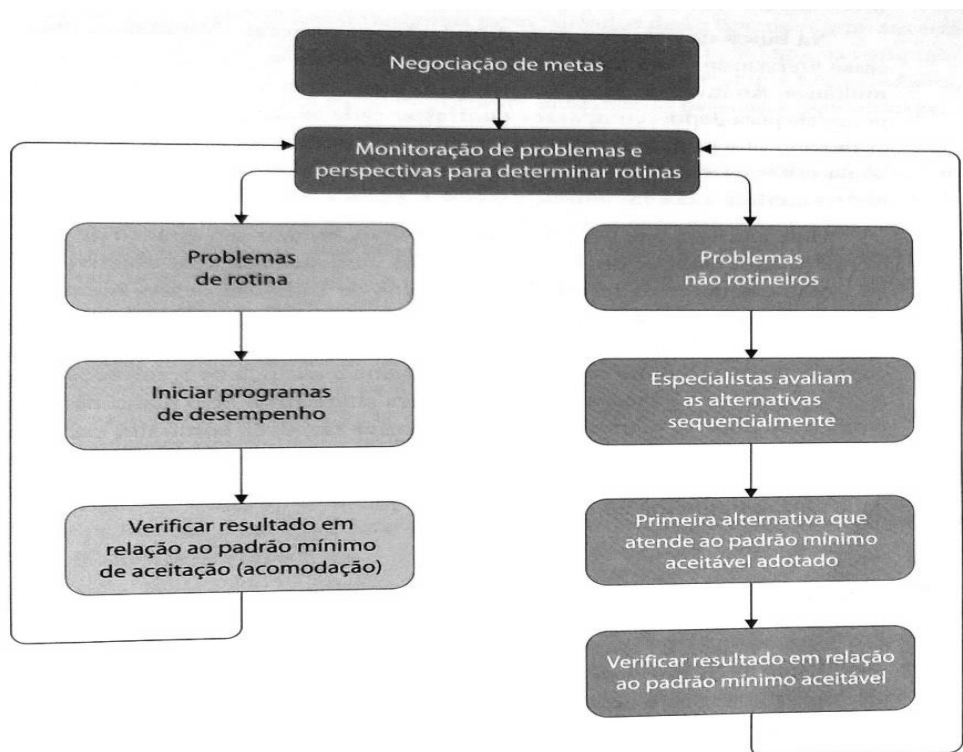 Negociação de metas
Monitoração de problemas e
perspectivas para determinar rotinas
Problemas
de rotina
Iniciar programas
de desempenho
Verificar resultado em
relação ao padrão mínimo
de aceitação (acomodação)
Problemas
não rotineiros
Especialistas avaliam
as alternativas
sequencialmente
Primeira alternativa que
atende ao padrão mínimo
aceitável adotado
Verificar resultado em relação
ao padrão mínimo aceitável